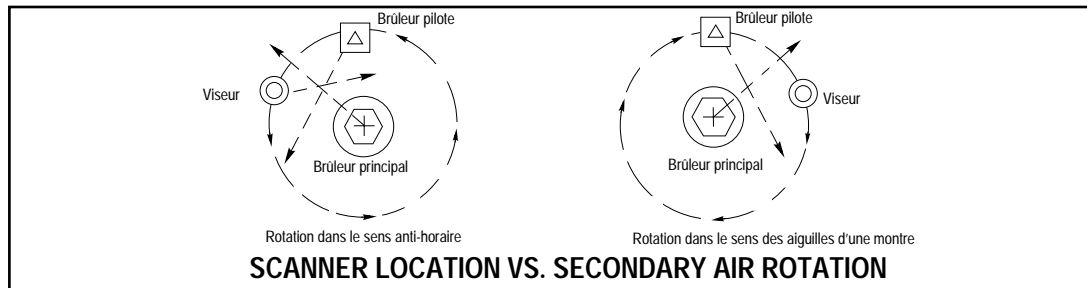 Brûleur pilote
Viseur
Brûleur principal
Rotation dans le sens anti-horaire
Brûleur pilote
Viseur
Brûleur principal
Rotation dans le sens des aiguilles d'une montre
SCANNER LOCATION VS. SECONDARY AIR ROTATION